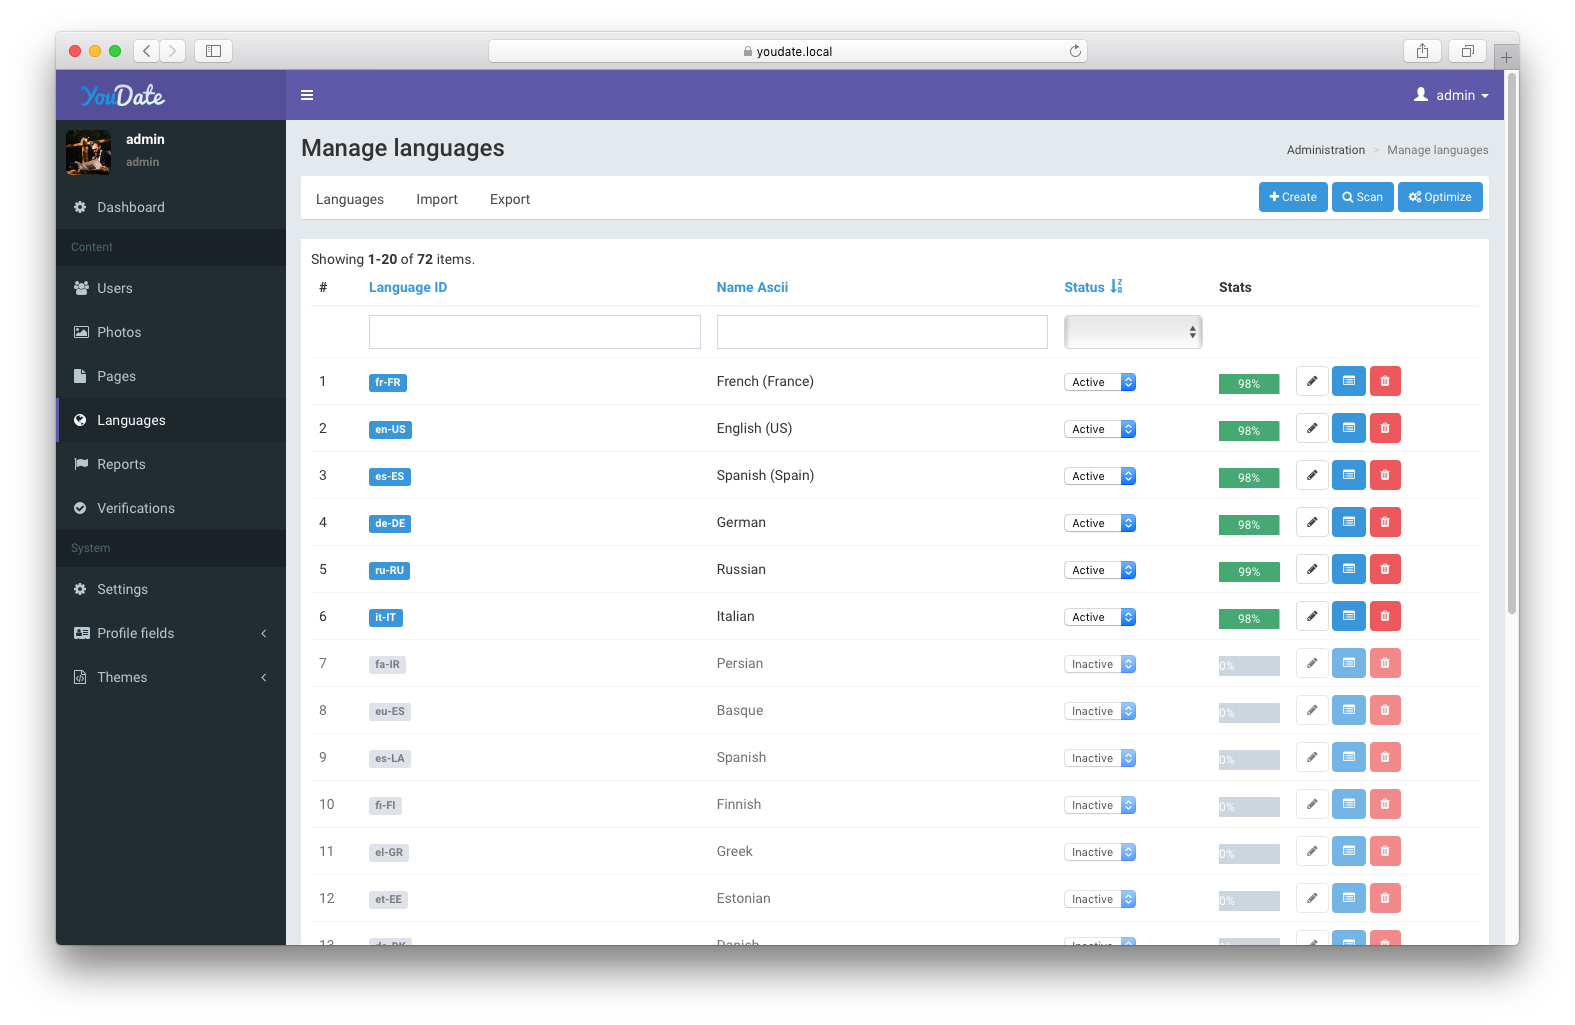 youdate.local
YouDate
admin
admin
admin
Manage languages
Administration > Manage languages
Dashboard
Languages Import Export
Create Scan Optimize
Content
Users
Photos
Pages
Languages
Reports
Verifications
System
Settings
Profile fields
Themes
Showing 1-20 of 72 items.
# Language ID Name Ascii Status Stats
1 fr-FR French (France) Active 98%
2 en-US English (US) Active 98%
3 es-ES Spanish (Spain) Active 98%
4 de-DE German Active 98%
5 ru-RU Russian Active 99%
6 it-IT Italian Active 98%
7 fa-IR Persian Inactive 0%
8 eu-ES Basque Inactive 0%
9 es-LA Spanish Inactive 0%
10 fi-FI Finnish Inactive 0%
11 el-GR Greek Inactive 0%
12 et-EE Estonian Inactive 0%
13 da-DK Danish Inactive